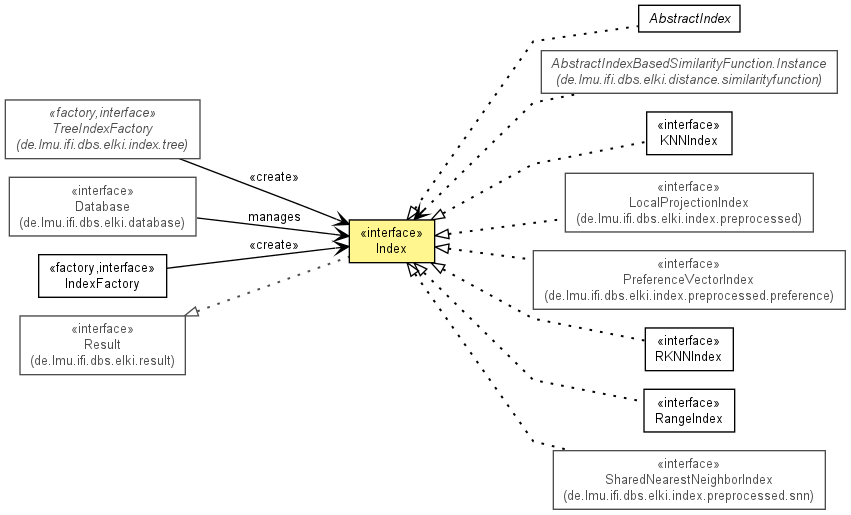 AbstractIndex
AbstractIndexBasedSimilarityFunction.Instance
(de.lmu.ifi.dbs.elki.distance.similarityfunction)
«factory,interface»
TreeIndexFactory
(de.lmu.ifi.dbs.elki.index.tree)
«interface»
KNNIndex
«create»
«interface»
Database
(de.lmu.ifi.dbs.elki.database)
manages
«interface»
LocalProjectionIndex
(de.lmu.ifi.dbs.elki.index.preprocessed)
«interface»
Index
«create»
«factory,interface»
IndexFactory
«interface»
PreferenceVectorIndex
(de.lmu.ifi.dbs.elki.index.preprocessed.preference)
«interface»
Result
(de.lmu.ifi.dbs.elki.result)
«interface»
RKNNIndex
«interface»
RangeIndex
«interface»
SharedNearestNeighborIndex
(de.lmu.ifi.dbs.elki.index.preprocessed.snn)